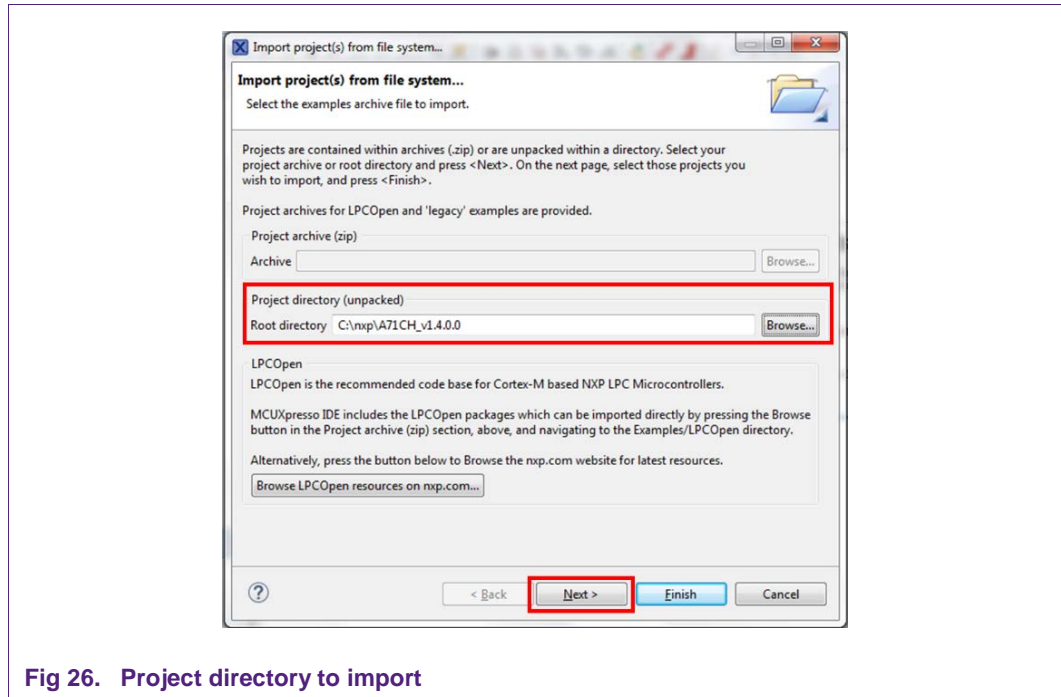 Import project(s) from file system...
Import project(s) from file system...
Select the examples archive file to import.
Projects are contained within archives (.zip) or are unpacked within a directory. Select your
project archive or root directory and press <Next>. On the next page, select those projects you
wish to import, and press <Finish>.
Project archives for LPCOpen and 'legacy' examples are provided.
Project archive (zip)
Archive Browse...
Project directory (unpacked)
Root directory C:\nxp\A71CH_v1.4.0.0 Browse...
LPCOpen
LPCOpen is the recommended code base for Cortex-M based NXP LPC Microcontrollers.
MCUXpresso IDE includes the LPCOpen packages which can be imported directly by pressing the Browse
button in the Project archive (zip) section, above, and navigating to the Examples/LPCOpen directory.
Alternatively, press the button below to Browse the nxp.com website for latest resources.
Browse LPCOpen resources on nxp.com...
? < Back Next > Finish Cancel
Fig 26. Project directory to import